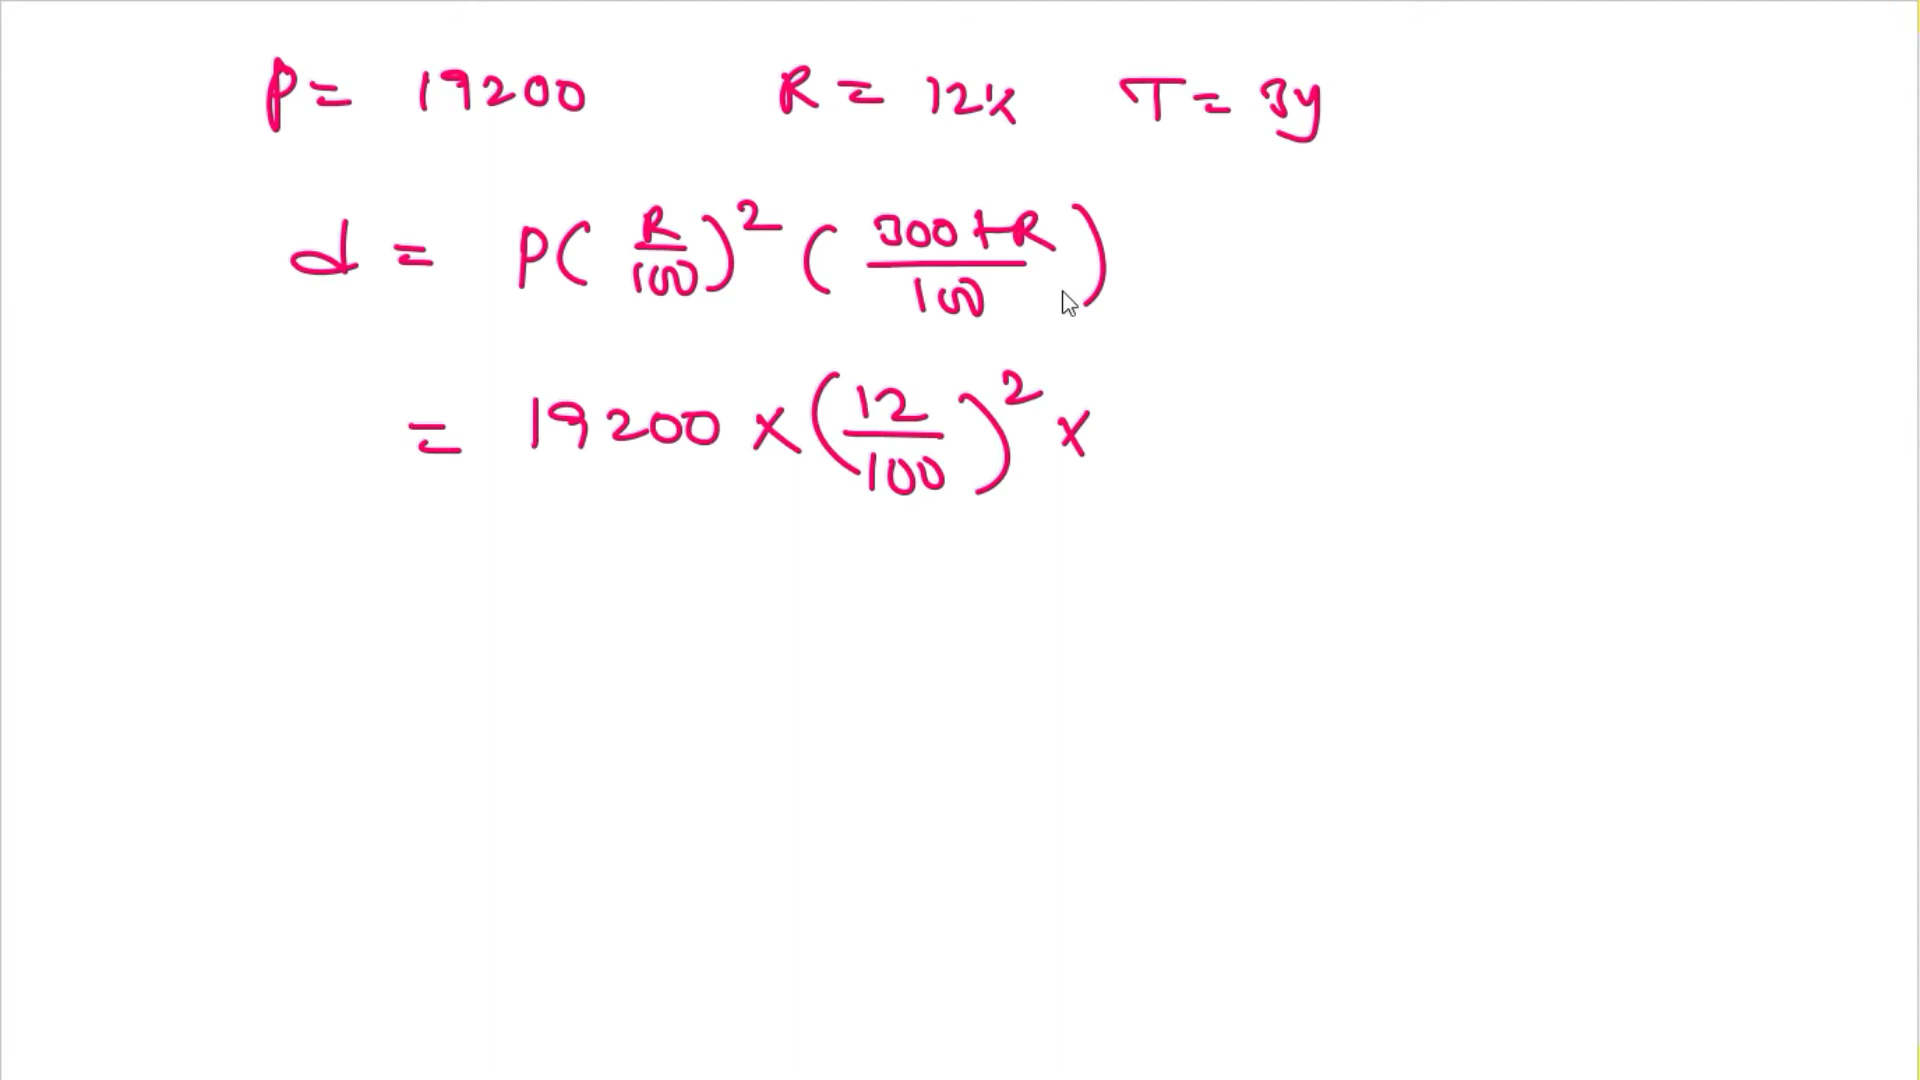 P = 19200 R = 12% T = 3y
d = P(R/100)² (300+R/100)
= 19200 × (12/100)² ×